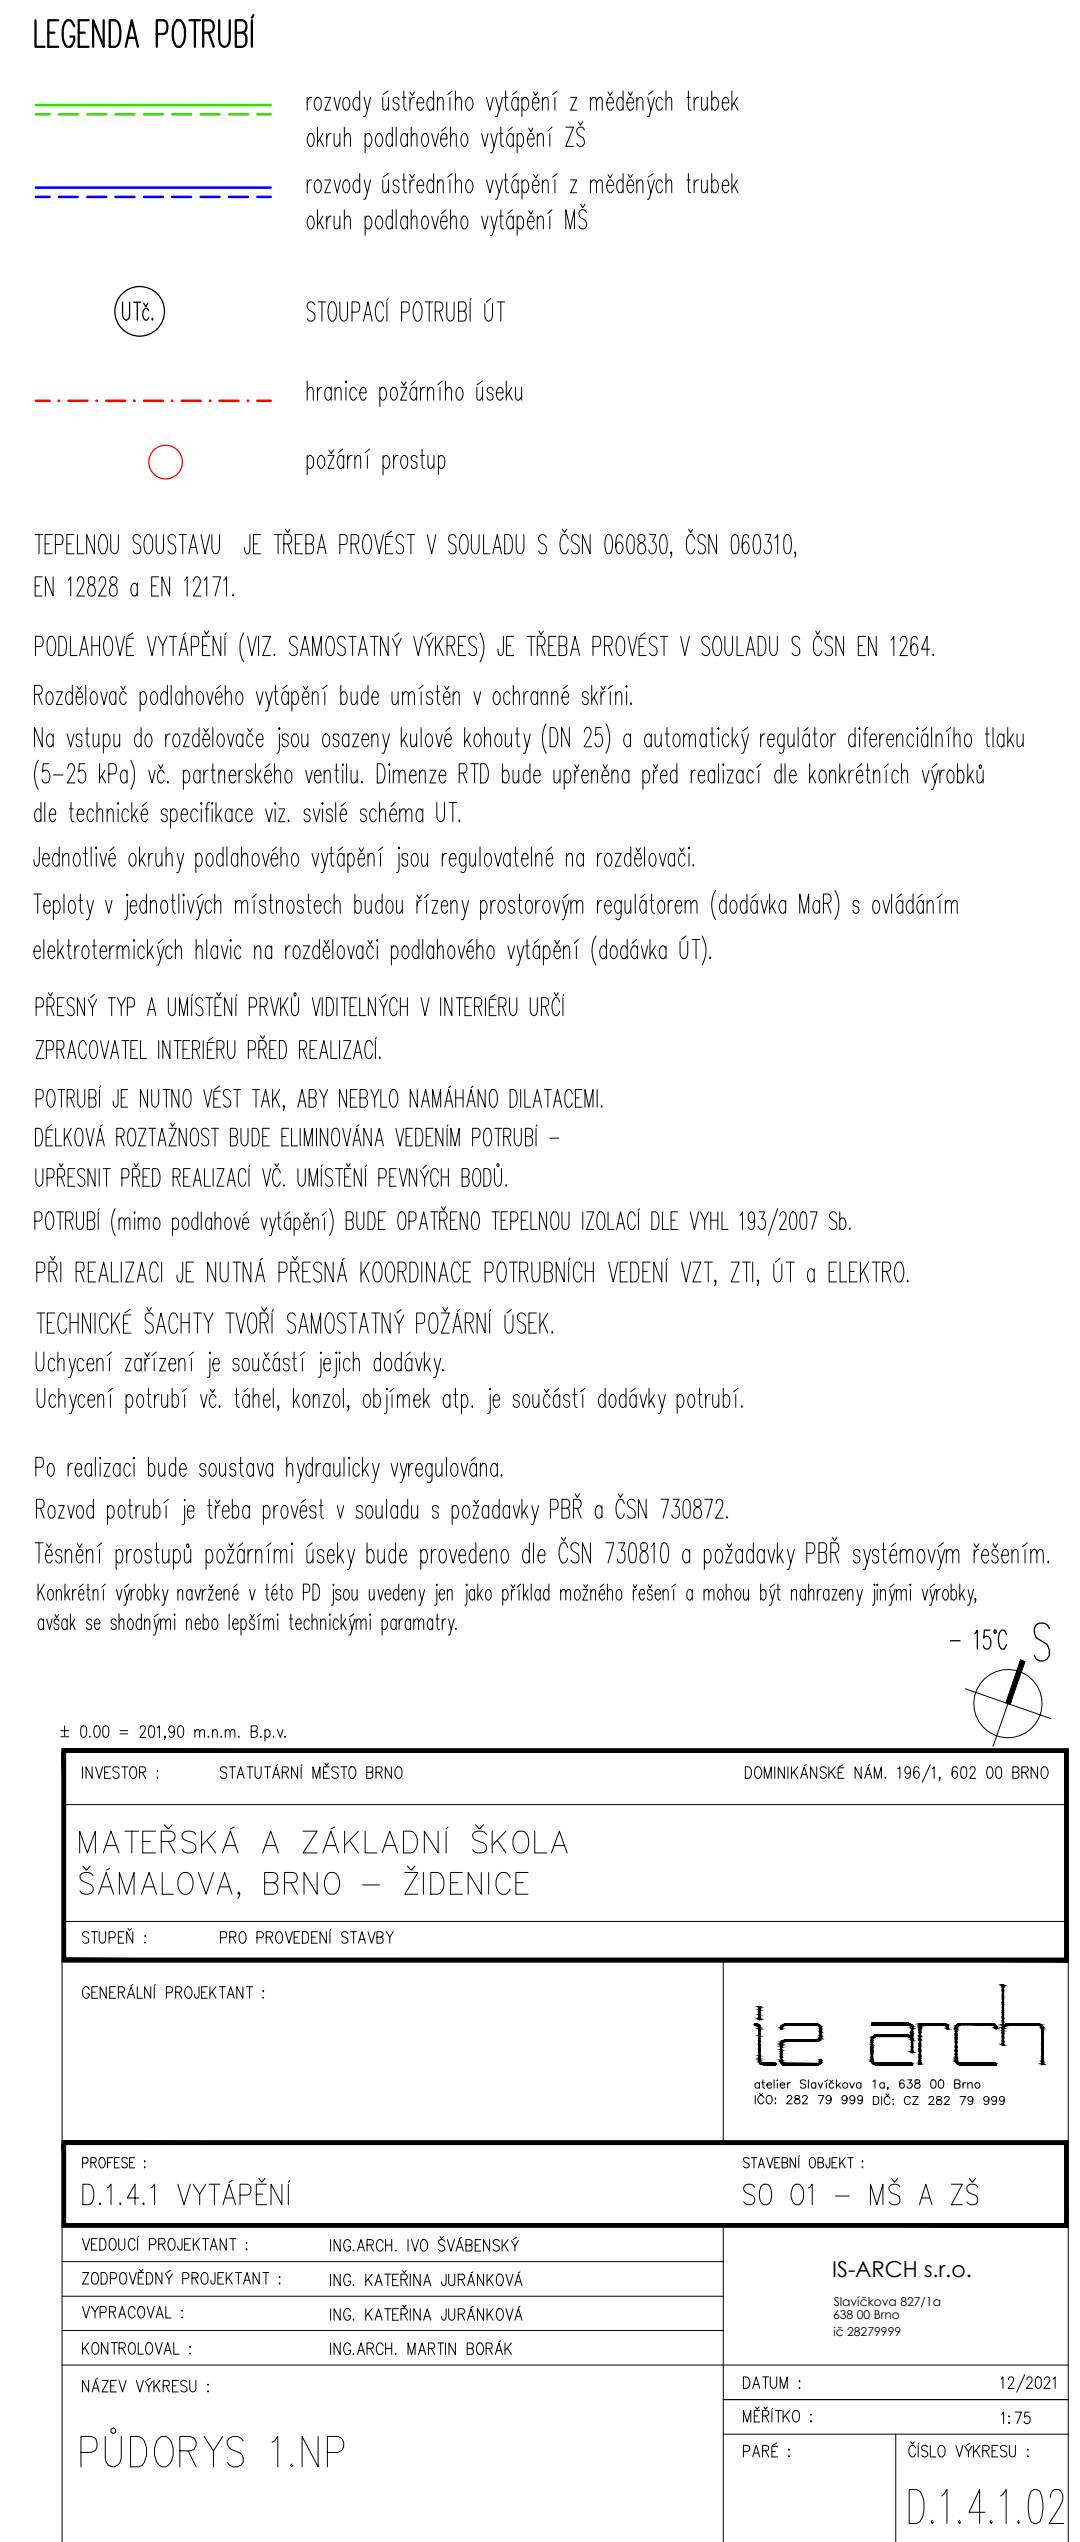 LEGENDA POTRUBÍ
rozvody ústředního vytápění z měděných trubek
okruh podlahového vytápění ZŠ
rozvody ústředního vytápění z měděných trubek
okruh podlahového vytápění MŠ
UTč.
STOUPACÍ POTRUBÍ ÚT
hranice požárního úseku
požární prostup
TEPELNOU SOUSTAVU JE TŘEBA PROVÉST V SOULADU S ČSN 060830, ČSN 060310,
EN 12828 a EN 12171.
PODLAHOVÉ VYTÁPĚNÍ (VIZ. SAMOSTATNÝ VÝKRES) JE TŘEBA PROVÉST V SOULADU S ČSN EN 1264.
Rozdělovač podlahového vytápění bude umístěn v ochranné skříni.
Na vstupu do rozdělovače jsou osazeny kulové kohouty (DN 25) a automatický regulátor diferenciálního tlaku
(5-25 kPa) vč. partnerského ventilu. Dimenze RTD bude upřeněna před realizací dle konkrétních výrobků
dle technické specifikace viz. svislé schéma UT.
Jednotlivé okruhy podlahového vytápění jsou regulovatelné na rozdělovači.
Teploty v jednotlivých místnostech budou řízeny prostorovým regulátorem (dodávka MaR) s ovládáním
elektrotermických hlavic na rozdělovači podlahového vytápění (dodávka ÚT).
PŘESNÝ TYP A UMÍSTĚNÍ PRVKŮ VIDITELNÝCH V INTERIÉRU URČÍ
ZPRACOVATEL INTERIÉRU PŘED REALIZACÍ.
POTRUBÍ JE NUTNO VÉST TAK, ABY NEBYLO NAMÁHÁNO DILATACEMI.
DÉLKOVÁ ROZTAŽNOST BUDE ELIMINOVÁNA VEDENÍM POTRUBÍ –
UPŘESNIT PŘED REALIZACÍ VČ. UMÍSTĚNÍ PEVNÝCH BODŮ.
POTRUBÍ (mimo podlahové vytápění) BUDE OPATŘENO TEPELNOU IZOLACÍ DLE VYHL 193/2007 Sb.
PŘI REALIZACI JE NUTNÁ PŘESNÁ KOORDINACE POTRUBNÍCH VEDENÍ VZT, ZTI, ÚT a ELEKTRO.
TECHNICKÉ ŠACHTY TVOŘÍ SAMOSTATNÝ POŽÁRNÍ ÚSEK.
Uchycení zařízení je součástí jejich dodávky.
Uchycení potrubí vč. táhel, konzol, objímek atp. je součástí dodávky potrubí.
Po realizaci bude soustava hydraulicky vyregulována.
Rozvod potrubí je třeba provést v souladu s požadavky PBŘ a ČSN 730872.
Těsnění prostupů požárními úseky bude provedeno dle ČSN 730810 a požadavky PBŘ systémovým řešením.
Konkrétní výrobky navržené v této PD jsou uvedeny jen jako příklad možného řešení a mohou být nahrazeny jinými výrobky,
avšak se shodnými nebo lepšími technickými paramatry.
– 15°C S
± 0.00 = 201,90 m.n.m. B.p.v.
INVESTOR : STATUTÁRNÍ MĚSTO BRNO DOMINIKÁNSKÉ NÁM. 196/1, 602 00 BRNO
MATEŘSKÁ A ZÁKLADNÍ ŠKOLA
ŠÁMALOVA, BRNO – ŽIDENICE
STUPEŇ : PRO PROVEDENÍ STAVBY
GENERÁLNÍ PROJEKTANT :
is arch
atelier Slavíčkova 1a, 638 00 Brno
IČO: 282 79 999 DIČ: CZ 282 79 999
PROFESE : STAVEBNÍ OBJEKT :
D.1.4.1 VYTÁPĚNÍ SO 01 – MŠ A ZŠ
VEDOUCÍ PROJEKTANT : ING.ARCH. IVO ŠVÁBENSKÝ
ZODPOVĚDNÝ PROJEKTANT : ING. KATEŘINA JURÁNKOVÁ
VYPRACOVAL : ING. KATEŘINA JURÁNKOVÁ
KONTROLOVAL : ING.ARCH. MARTIN BORÁK
IS-ARCH s.r.o.
Slavíčkova 827/1a
638 00 Brno
ič 28279999
NÁZEV VÝKRESU :
PŮDORYS 1.NP
DATUM : 12/2021
MĚŘÍTKO : 1:75
PARÉ : ČÍSLO VÝKRESU :
D.1.4.1.02